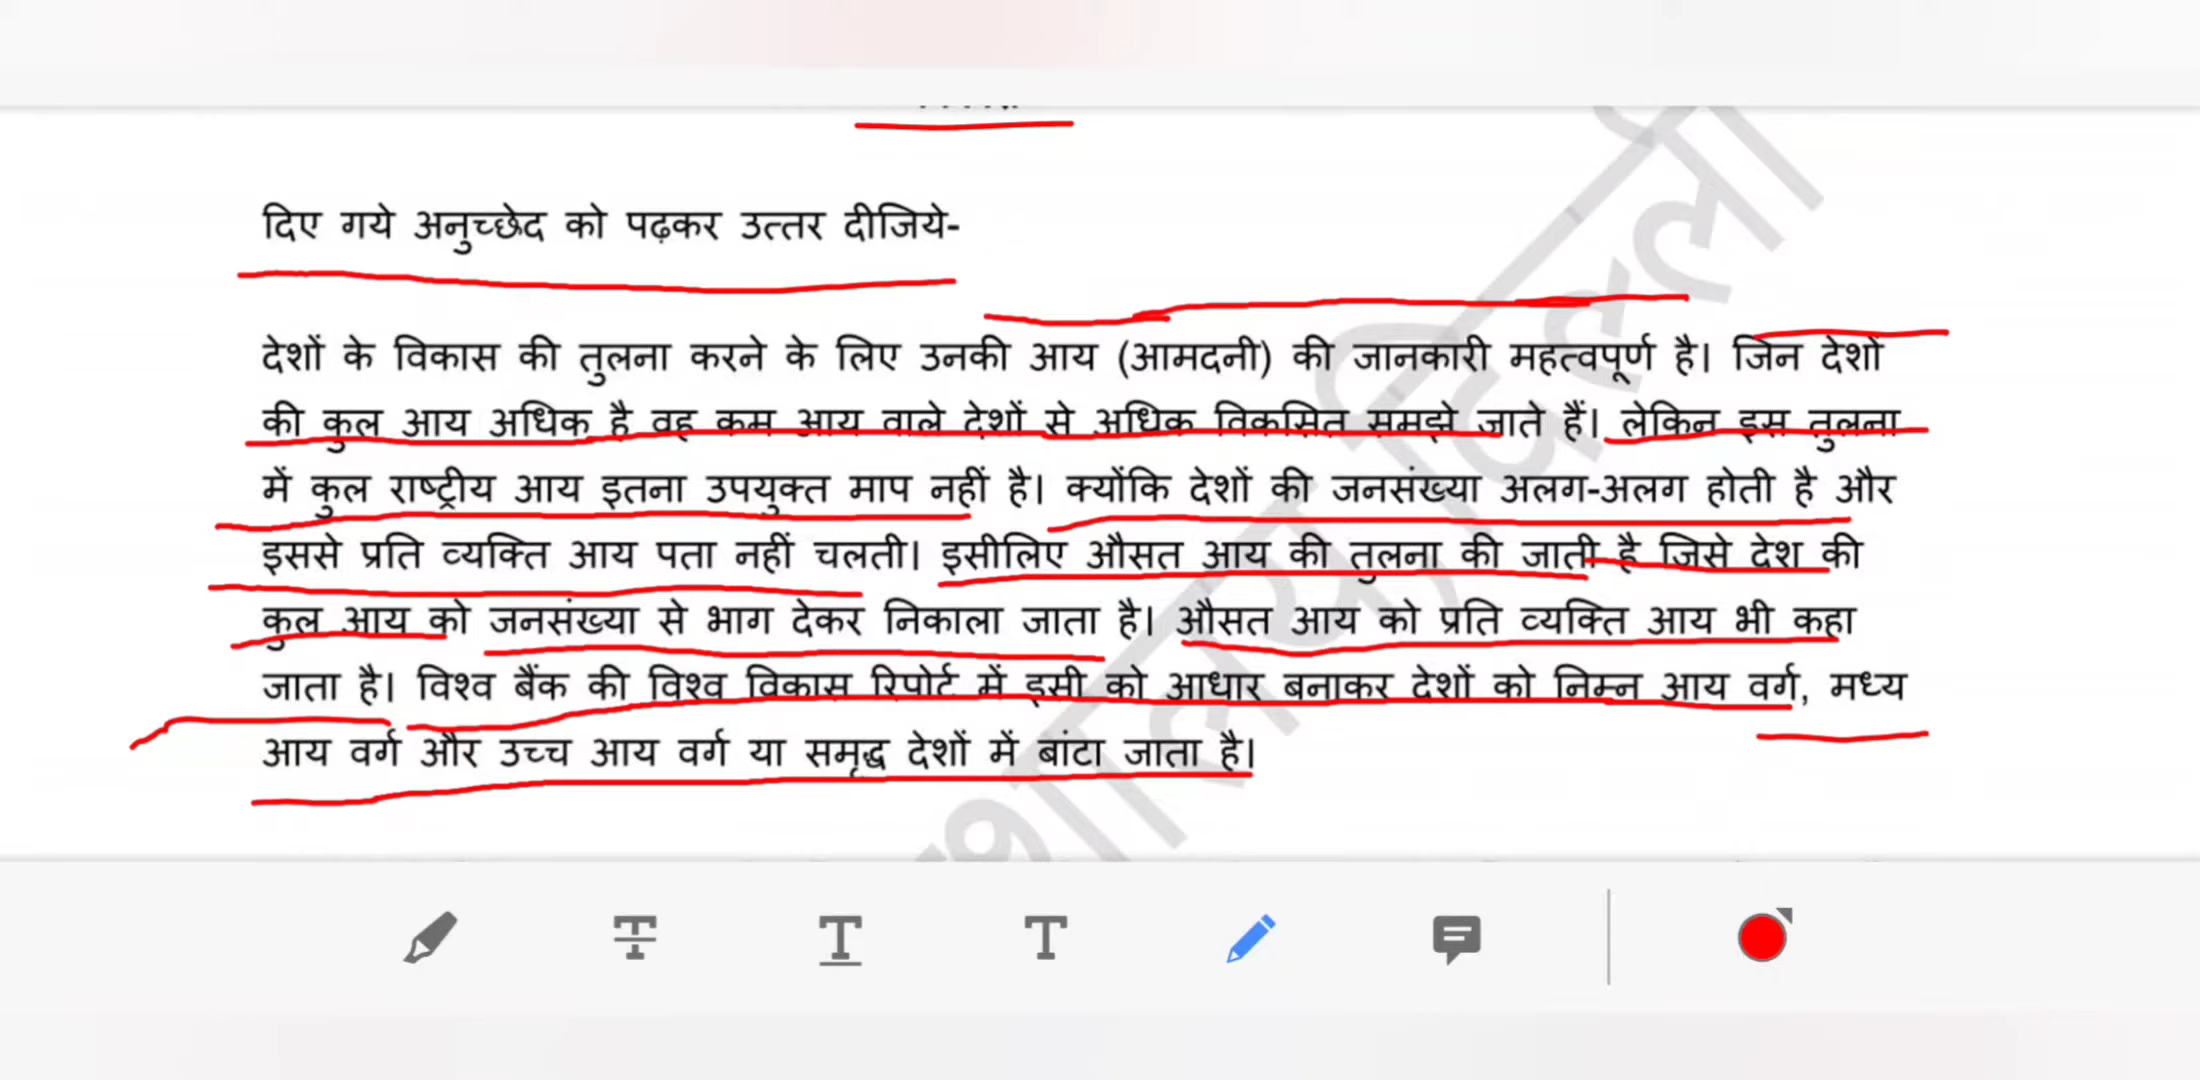 दिए गये अनुच्छेद को पढ़कर उत्तर दीजिये-
देशों के विकास की तुलना करने के लिए उनकी आय (आमदनी) की जानकारी महत्वपूर्ण है। जिन देशों
की कुल आय अधिक है वह कम आय वाले देशों से अधिक विकसित समझे जाते हैं। लेकिन इस तुलना
में कुल राष्ट्रीय आय इतना उपयुक्त माप नहीं है। क्योंकि देशों की जनसंख्या अलग-अलग होती है और
इससे प्रति व्यक्ति आय पता नहीं चलती। इसीलिए औसत आय की तुलना की जाती है जिसे देश की
कुल आय को जनसंख्या से भाग देकर निकाला जाता है। औसत आय को प्रति व्यक्ति आय भी कहा
जाता है। विश्व बैंक की विश्व विकास रिपोर्ट में इसी को आधार बनाकर देशों को निम्न आय वर्ग, मध्य
आय वर्ग और उच्च आय वर्ग या समृद्ध देशों में बांटा जाता है।
दिल्ली